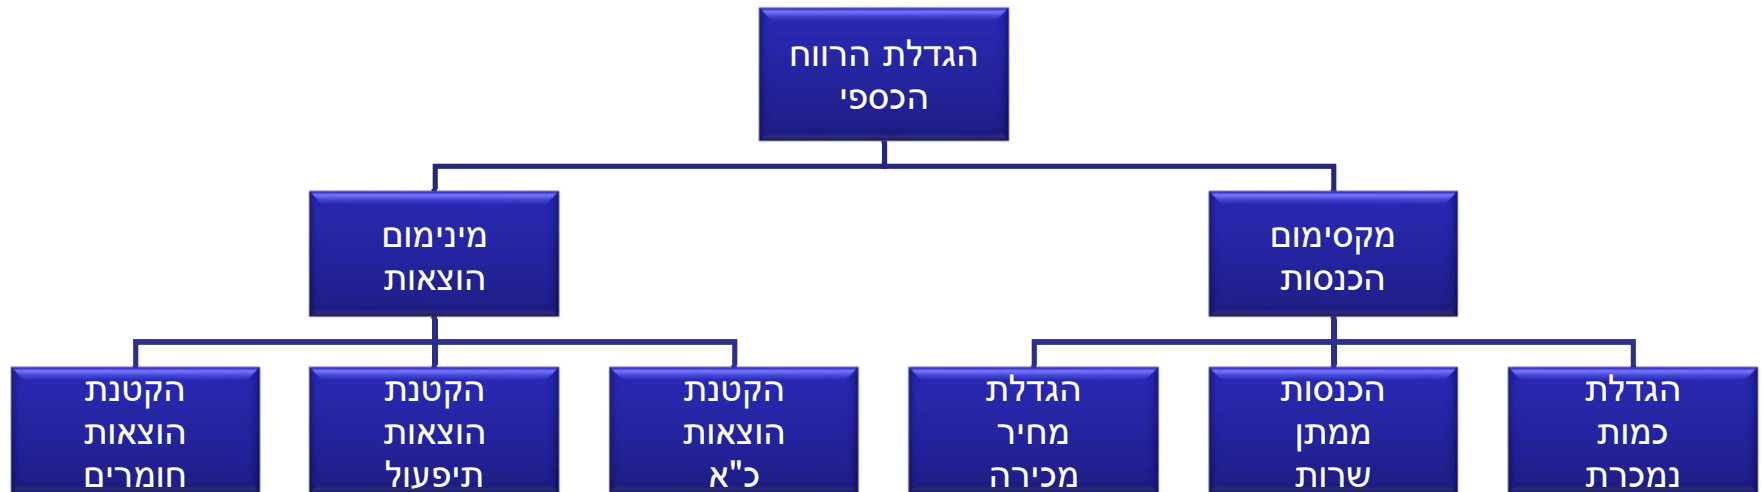 הגדלת הרווח
הכספי
מקסימום
הכנסות
מינימום
הוצאות
הגדלת
כמות
נמכרת
הכנסות
ממתן
שרות
הגדלת
מחיר
מכירה
הקטנת
הוצאות
כ"א
הקטנת
הוצאות
תיפעול
הקטנת
הוצאות
חומרים